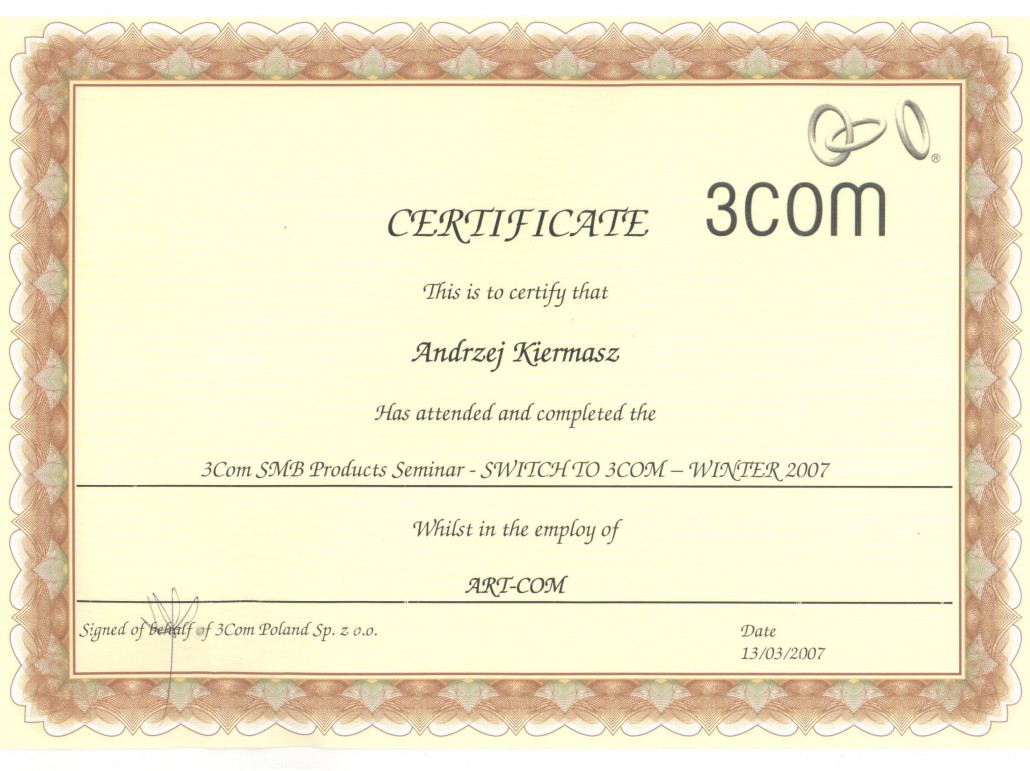 ®
3COM
CERTIFICATE
This is to certify that
Andrzej Kiermasz
Has attended and completed the
3Com SMB Products Seminar - SWITCH TO 3COM – WINTER 2007
Whilst in the employ of
ART-COM
Signed of behalf of 3Com Poland Sp. z o.o.
Date
13/03/2007